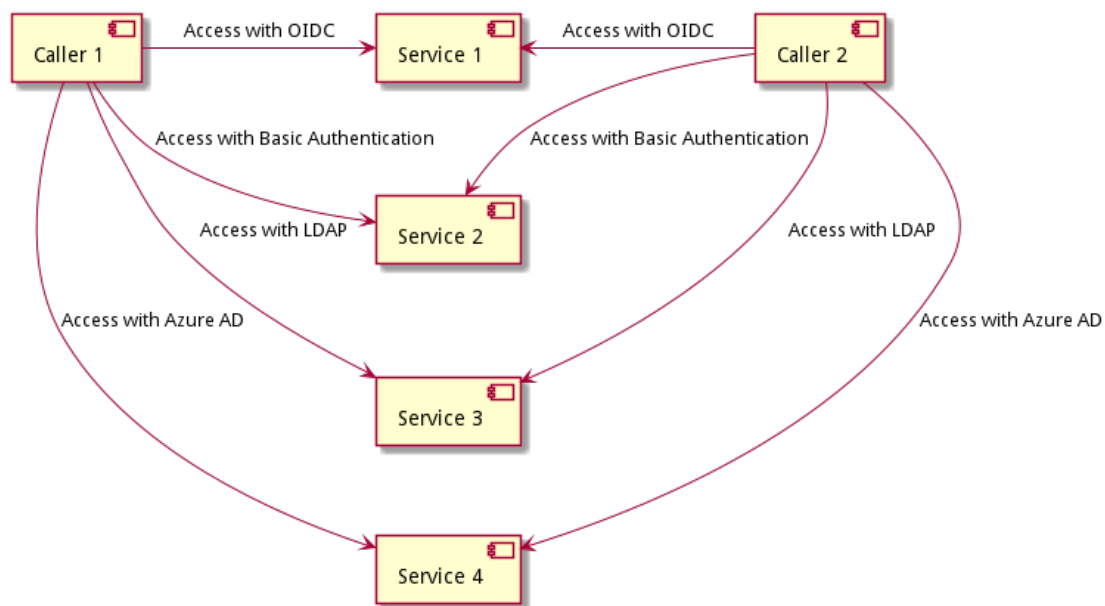 Access with OIDC
Access with OIDC
Caller 1
Service 1
Caller 2
Access with Basic Authentication
Access with Basic Authentication
Service 2
Access with LDAP
Access with LDAP
Access with Azure AD
Access with Azure AD
Service 3
Service 4